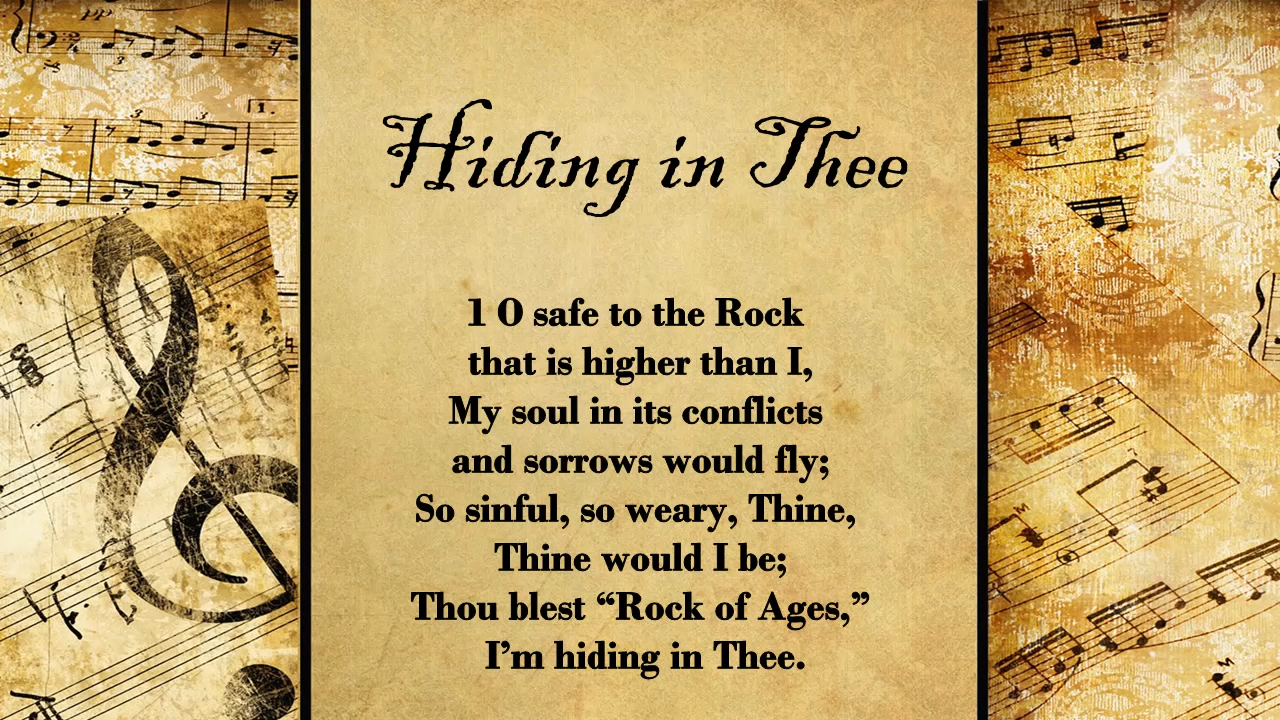 Hiding in Thee
1 O safe to the Rock
that is higher than I,
My soul in its conflicts
and sorrows would fly;
So sinful, so weary, Thine,
Thine would I be;
Thou blest “Rock of Ages,”
I’m hiding in Thee.